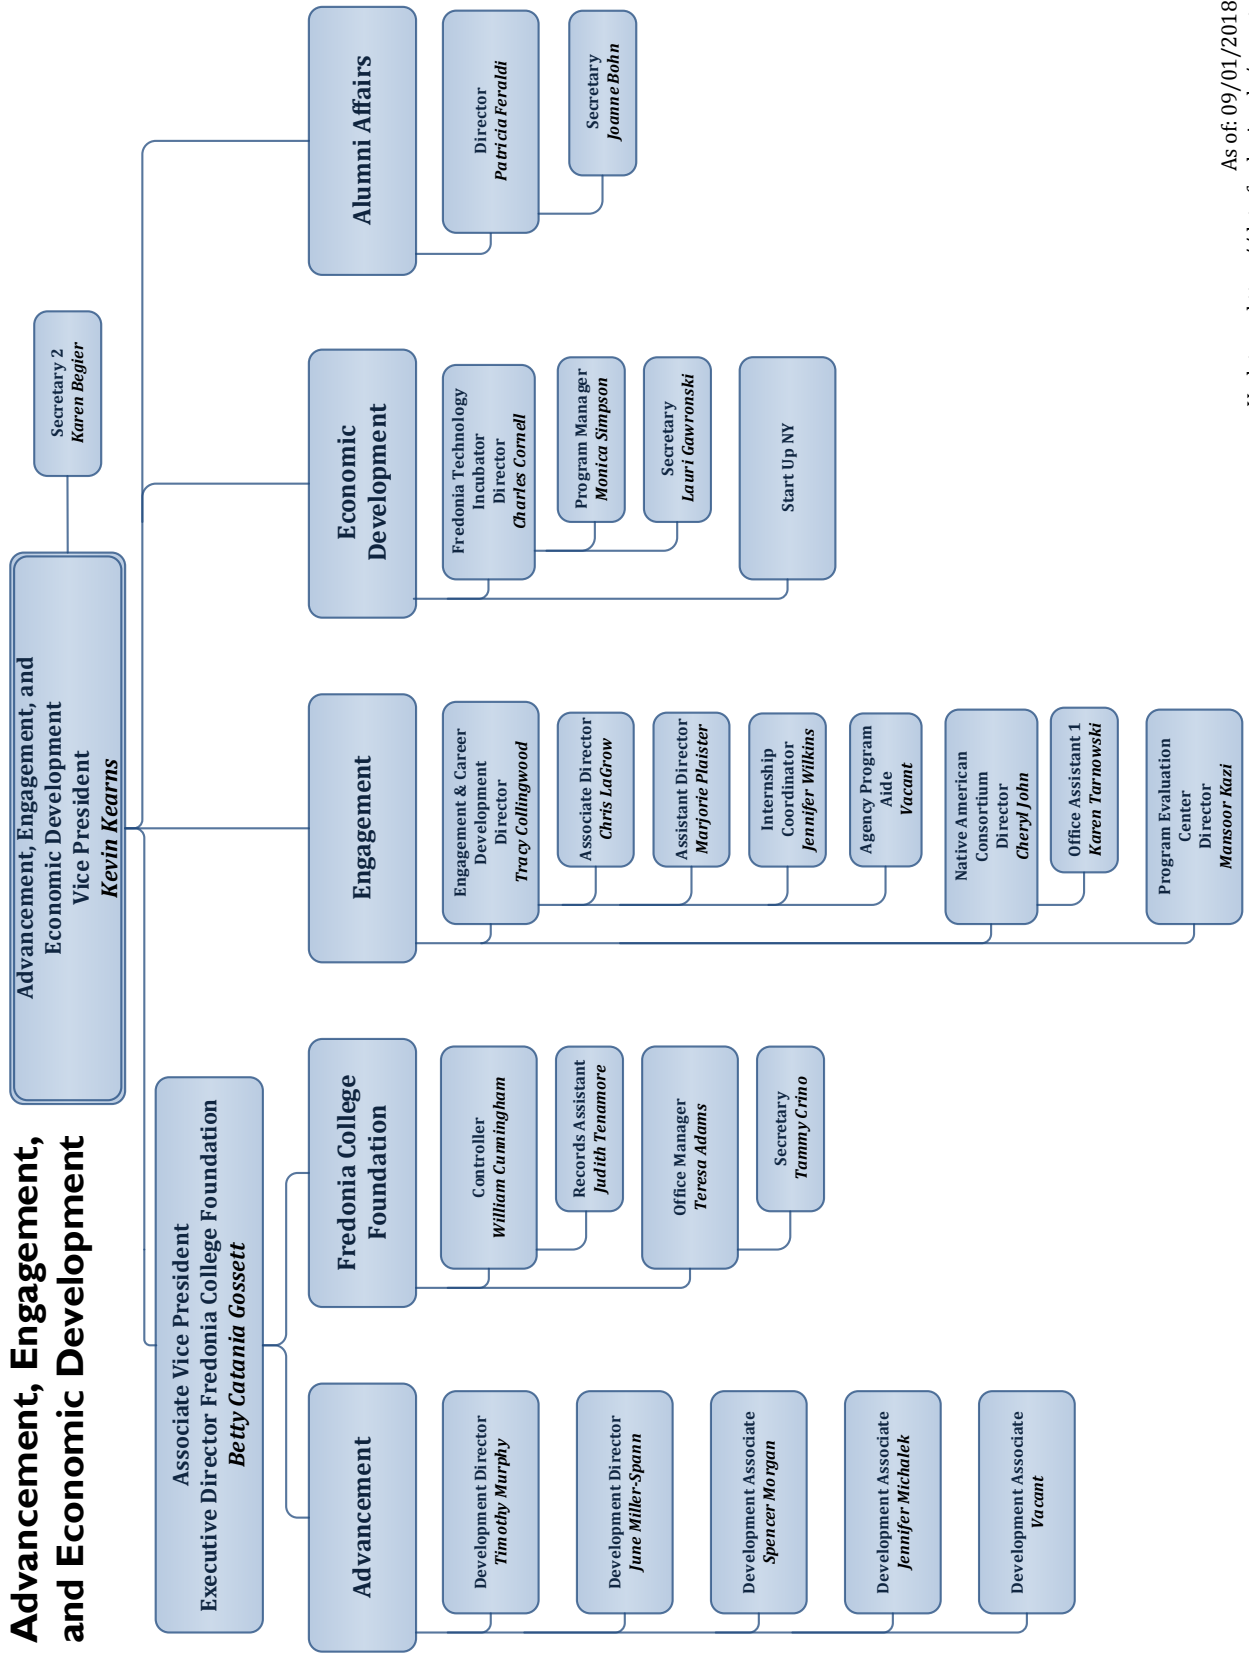 Advancement, Engagement,
and Economic Development
Advancement, Engagement, and
Economic Development
Vice President
Kevin Kearns
Secretary 2
Karen Begier
Associate Vice President
Executive Director Fredonia College Foundation
Betty Catania Gossett
Advancement
Development Director
Timothy Murphy
Development Director
June Miller-Spann
Development Associate
Spencer Morgan
Development Associate
Jennifer Michalek
Development Associate
Vacant
Fredonia College
Foundation
Controller
William Cunningham
Records Assistant
Judith Tenamore
Office Manager
Teresa Adams
Secretary
Tammy Crino
Engagement
Engagement & Career
Development
Director
Tracy Collingwood
Associate Director
Chris LaGrow
Assistant Director
Marjorie Plaister
Internship
Coordinator
Jennifer Wilkins
Agency Program
Aide
Vacant
Native American
Consortium
Director
Cheryl John
Office Assistant 1
Karen Tarnowski
Program Evaluation
Center
Director
Mansoor Kazi
Economic
Development
Fredonia Technology
Incubator
Director
Charles Cornell
Program Manager
Monica Simpson
Secretary
Lauri Gawronski
Start Up NY
Alumni Affairs
Director
Patricia Feraldi
Secretary
Joanne Bohn
As of: 09/01/2018